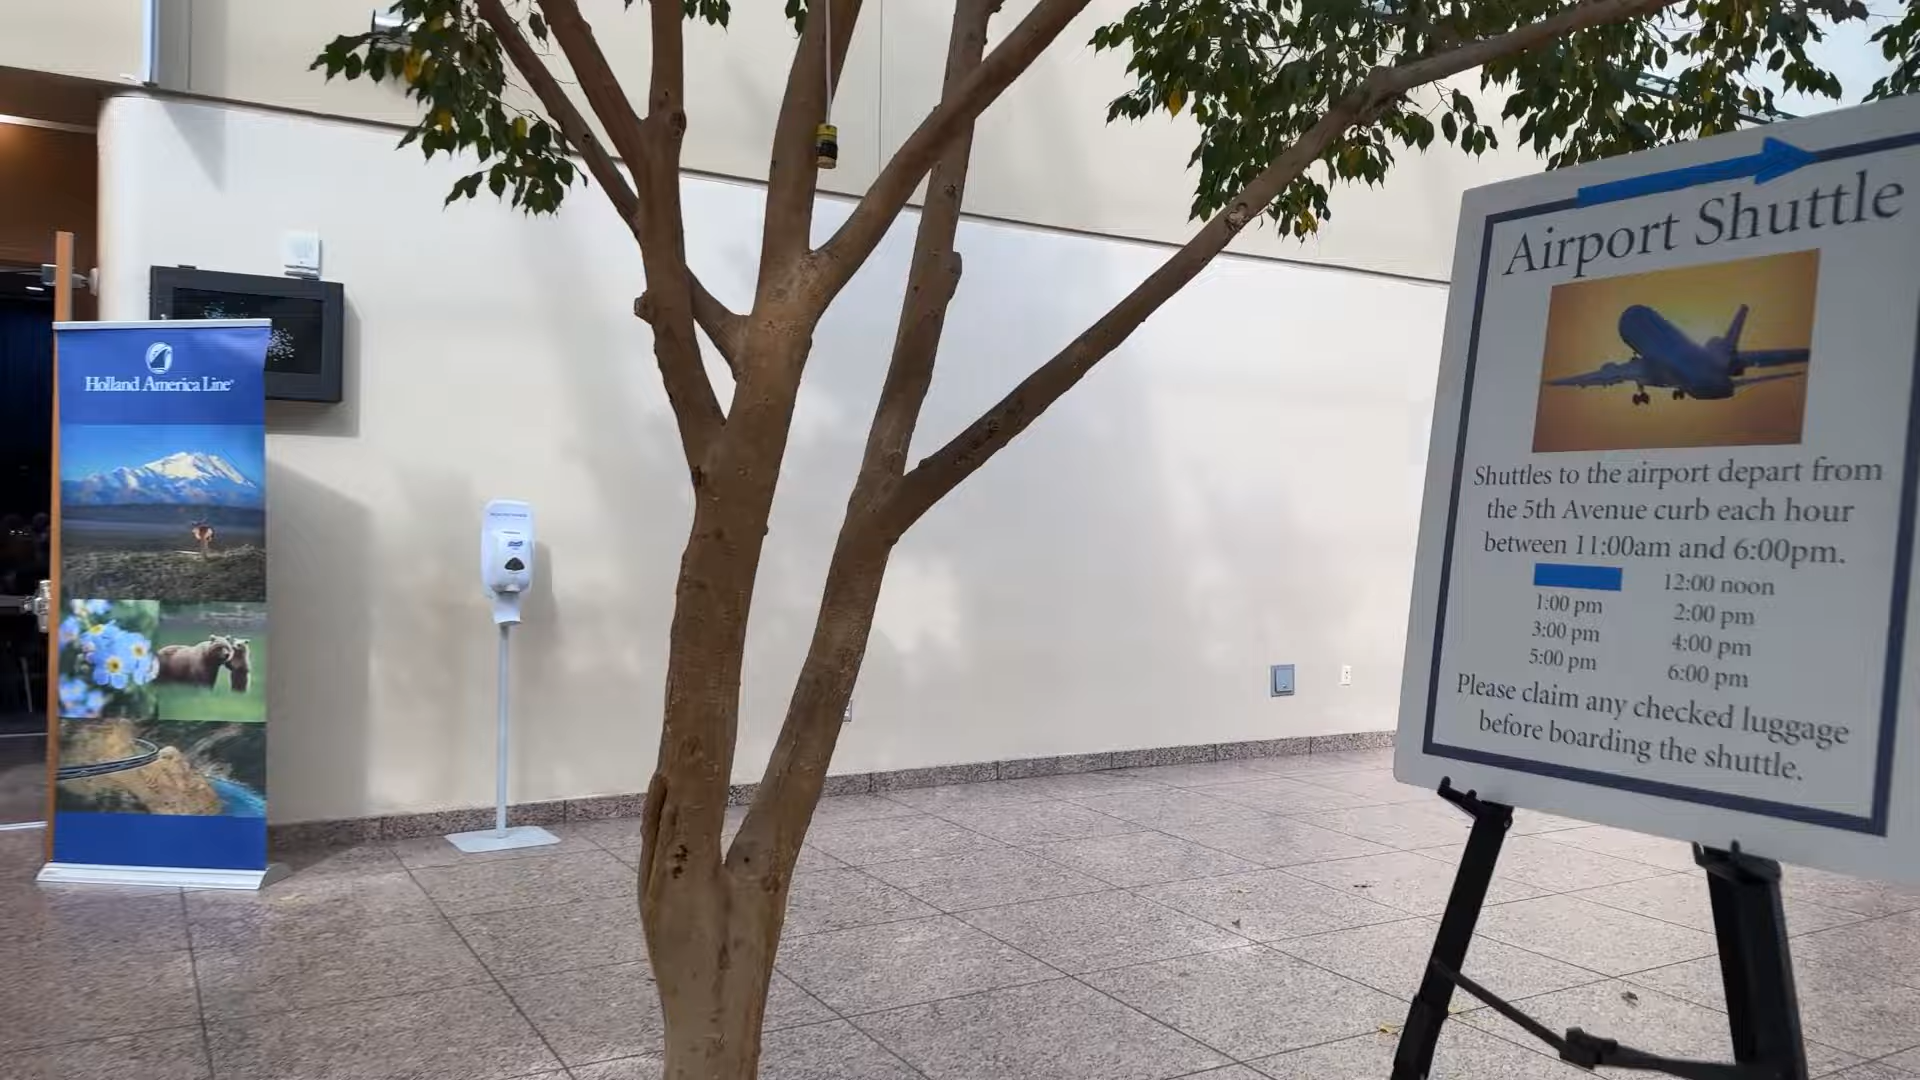 Holland America Line
Airport Shuttle
Shuttles to the airport depart from
the 5th Avenue curb each hour
between 11:00am and 6:00pm.
12:00 noon
1:00 pm 2:00 pm
3:00 pm 4:00 pm
5:00 pm 6:00 pm
Please claim any checked luggage
before boarding the shuttle.